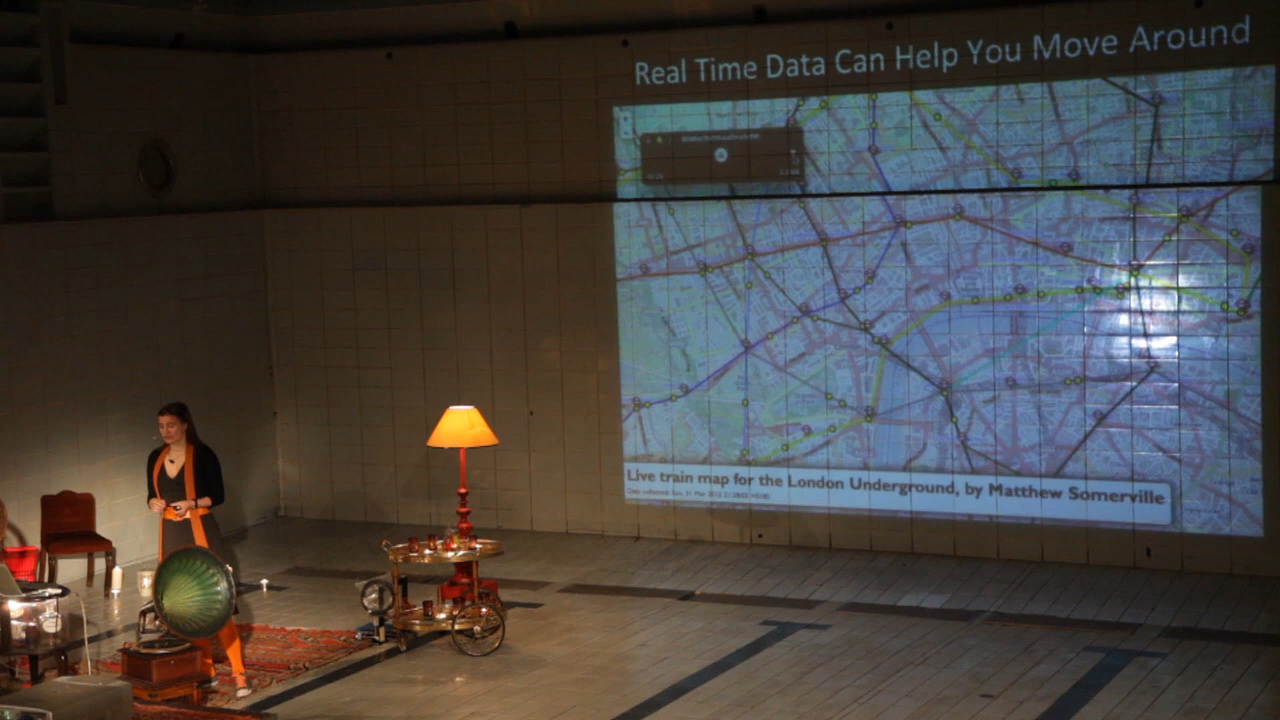 Real Time Data Can Help You Move Around
Live train map for the London Underground, by Matthew Somerville